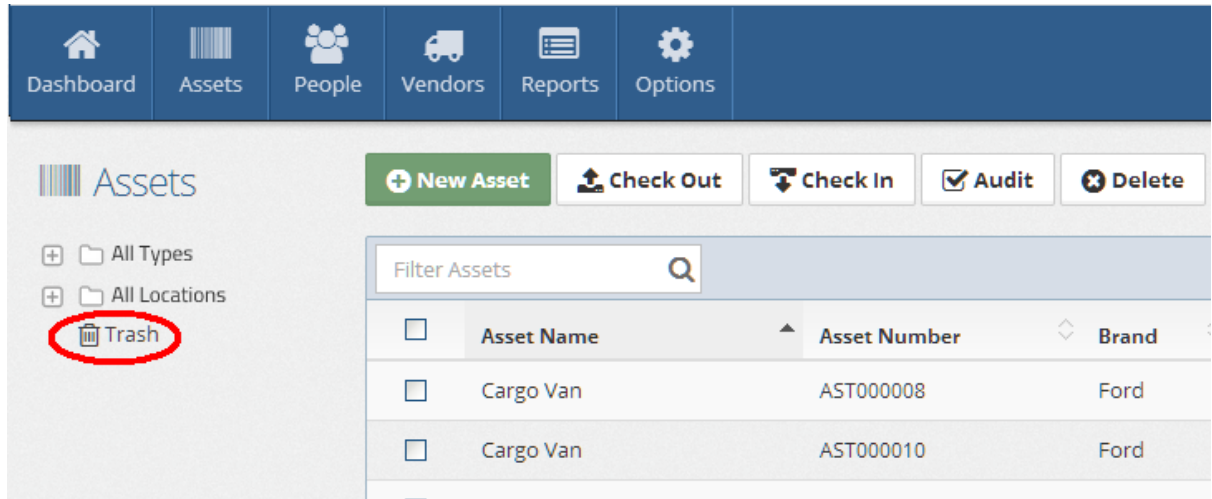 Dashboard Assets People Vendors Reports Options
Assets
New Asset Check Out Check In Audit Delete
All Types
All Locations
Trash
Filter Assets
Asset Name Asset Number Brand
Cargo Van AST000008 Ford
Cargo Van AST000010 Ford